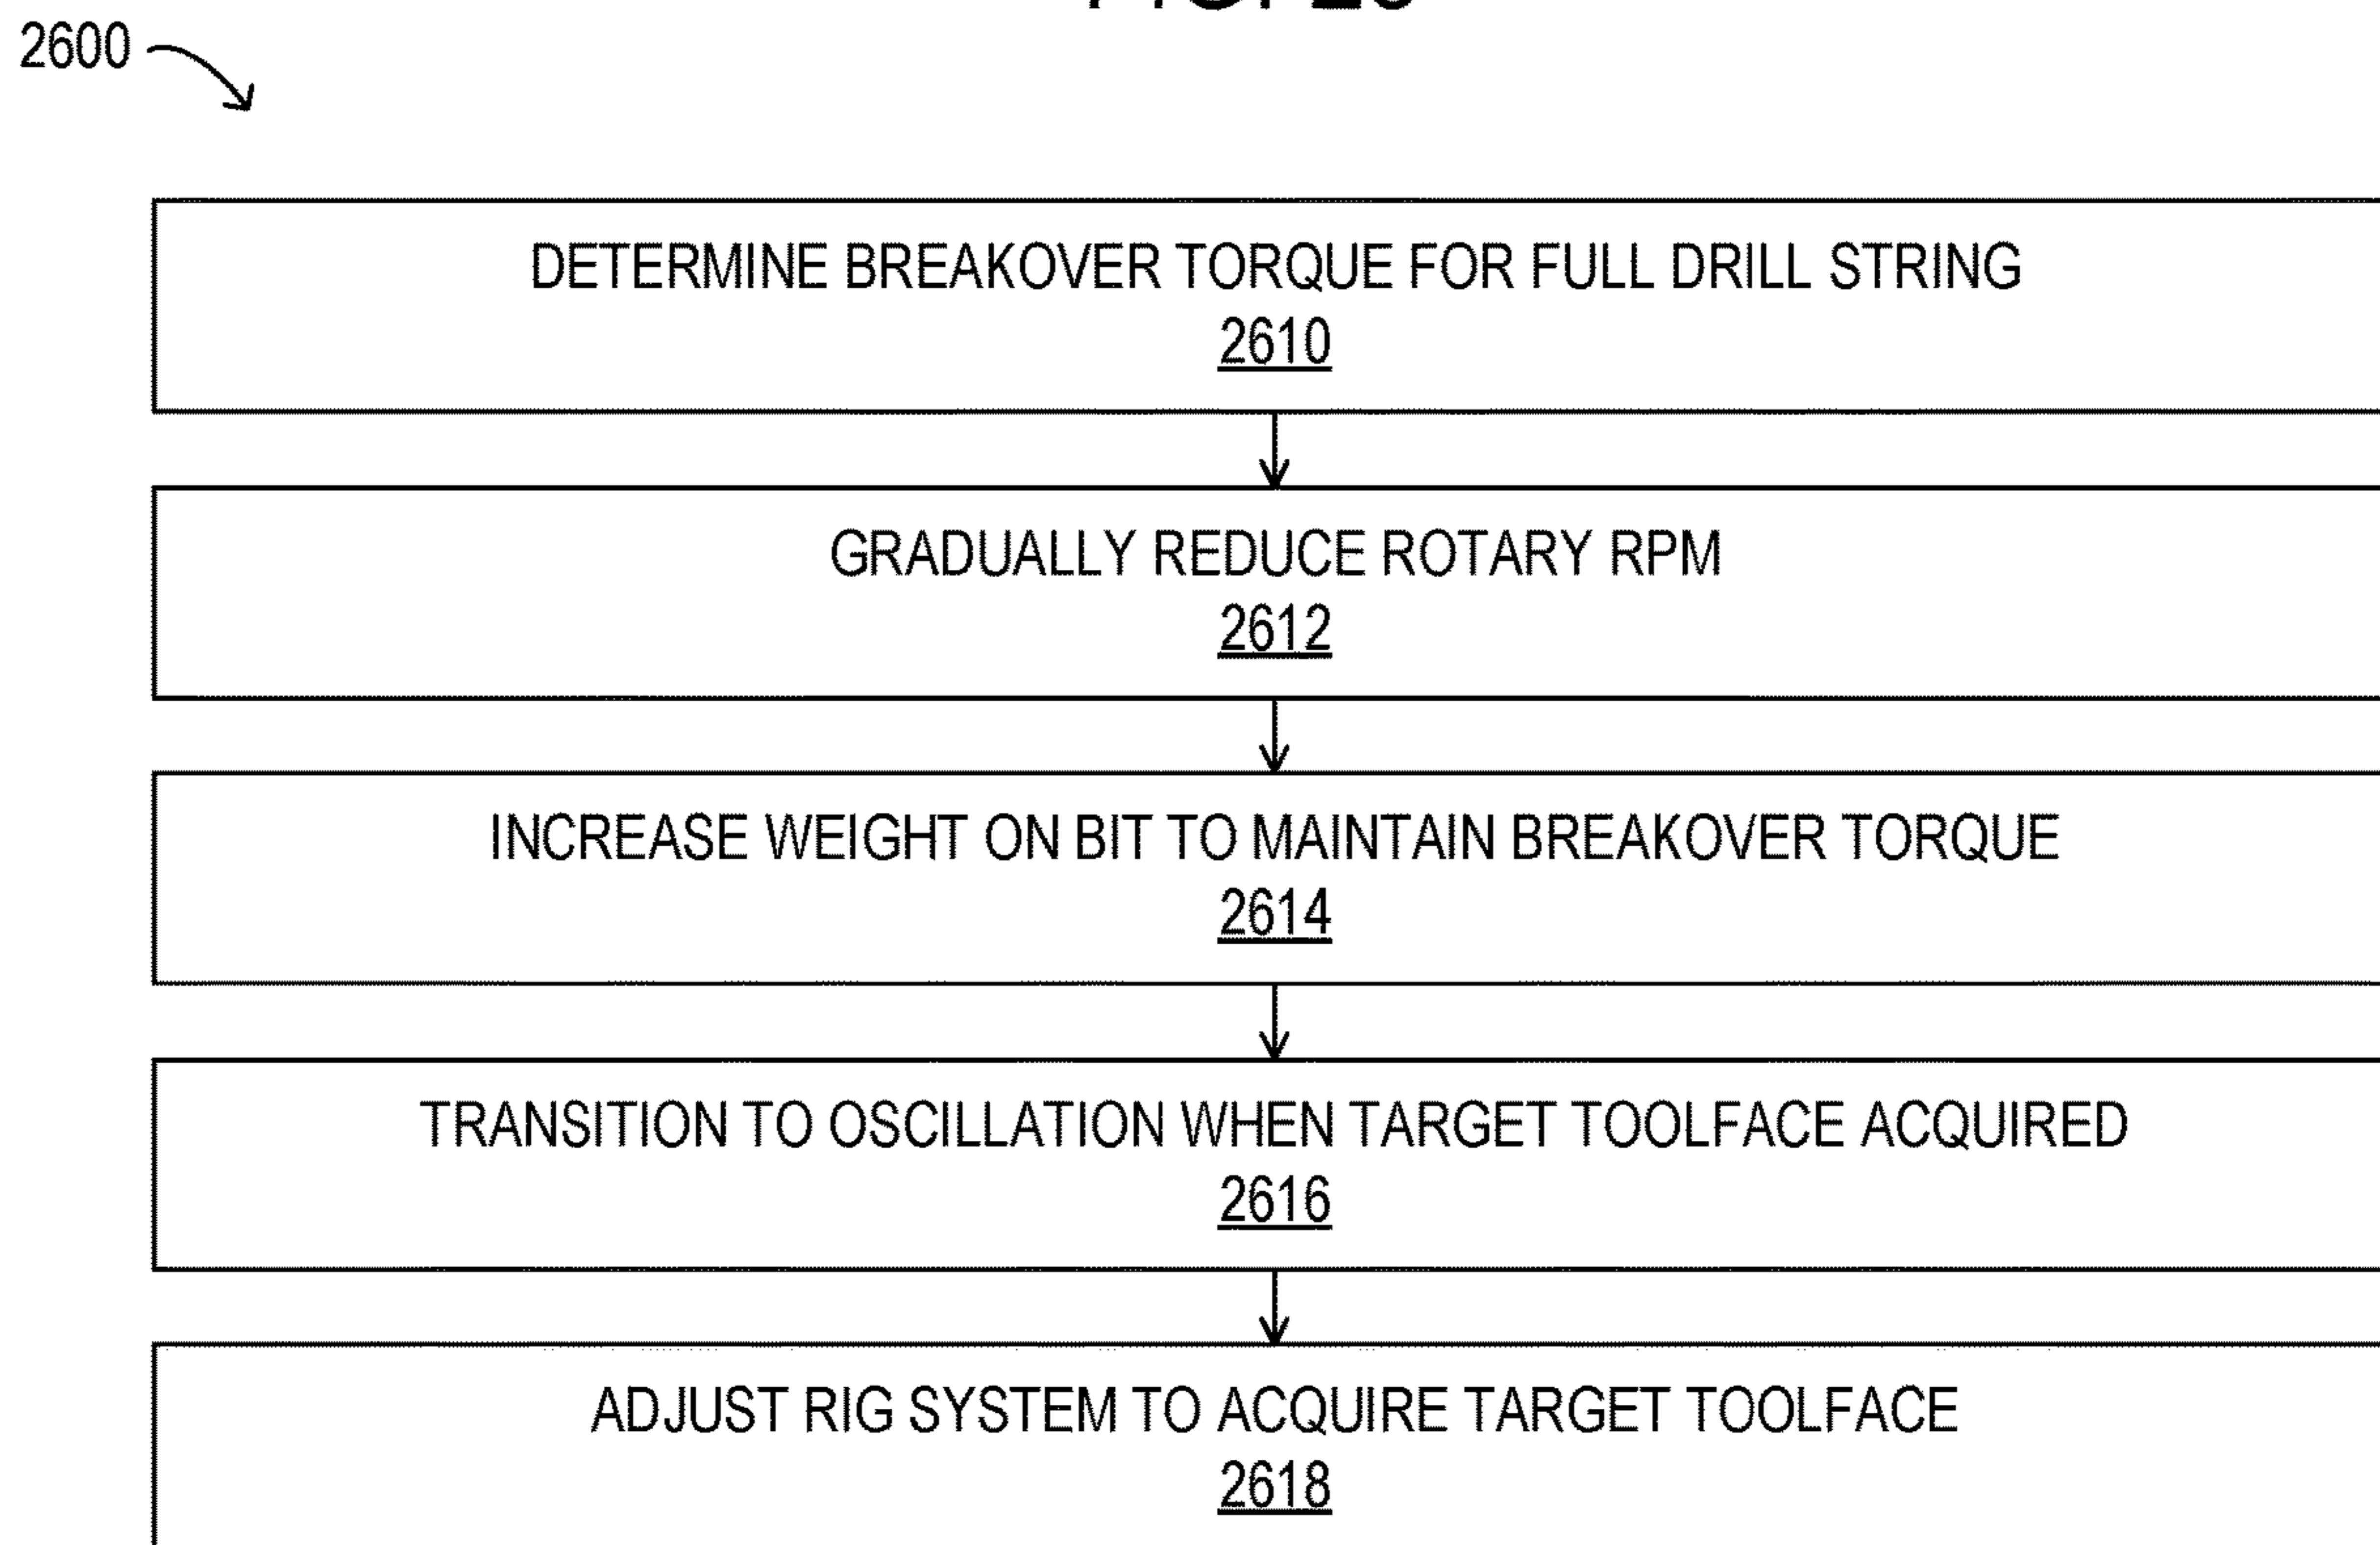 2600
DETERMINE BREAKOVER TORQUE FOR FULL DRILL STRING
2610
GRADUALLY REDUCE ROTARY RPM
2612
INCREASE WEIGHT ON BIT TO MAINTAIN BREAKOVER TORQUE
2614
TRANSITION TO OSCILLATION WHEN TARGET TOOLFACE ACQUIRED
2616
ADJUST RIG SYSTEM TO ACQUIRE TARGET TOOLFACE
2618